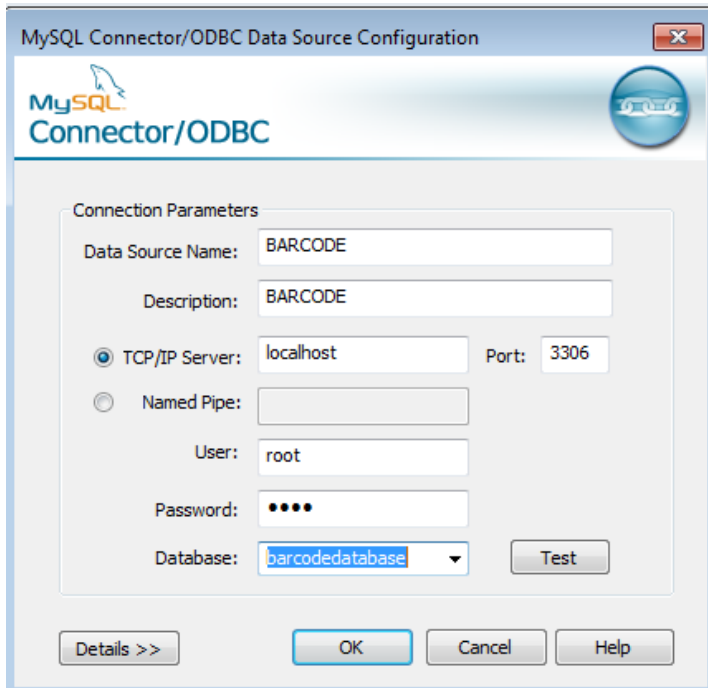 MySQL Connector/ODBC Data Source Configuration
MySQL
Connector/ODBC
Connection Parameters
Data Source Name: BARCODE
Description: BARCODE
TCP/IP Server: localhost Port: 3306
Named Pipe:
User: root
Password: ••••
Database: barcodedatabase Test
Details >> OK Cancel Help